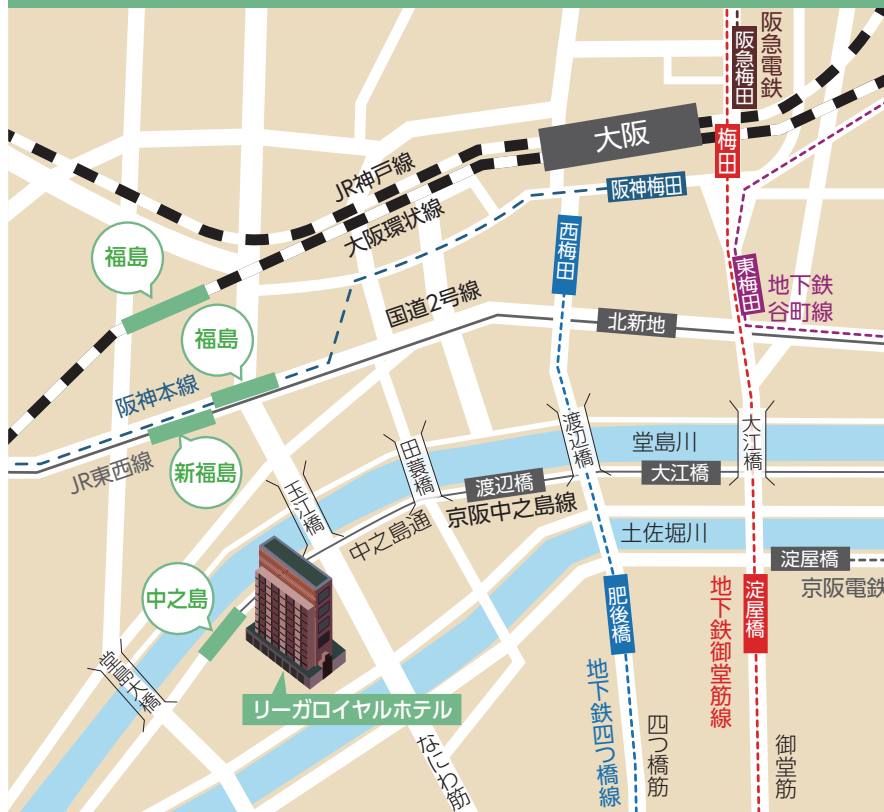 阪急電鉄
阪急梅田
大阪
梅田
JR神戸線
阪神梅田
大阪環状線
西梅田
福島
東梅田
地下鉄
谷町線
国道2号線
北新地
福島
阪神本線
JR東西線
新福島
玉江橋
田蓑橋
渡辺橋
堂島川
大江橋
渡辺橋
大江橋
中之島通
京阪中之島線
土佐堀川
淀屋橋
京阪電鉄
中之島
肥後橋
淀屋橋
地下鉄御堂筋線
堂島大橋
リーガロイヤルホテル
地下鉄四つ橋線
四つ橋筋
なにわ筋
御堂筋